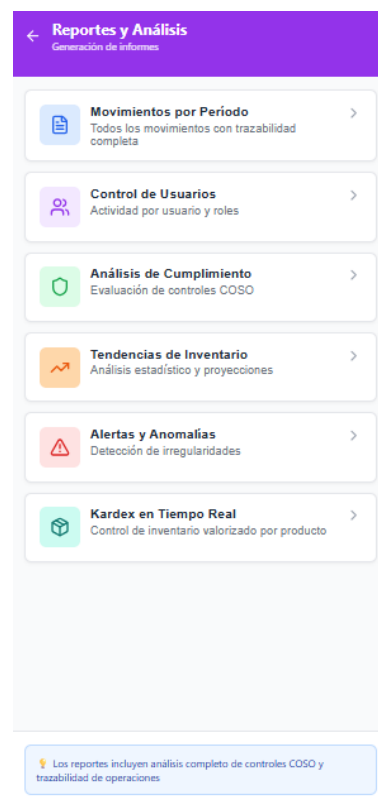 Reportes y Análisis
Generación de informes
Movimientos por Período
Todos los movimientos con trazabilidad
completa
Control de Usuarios
Actividad por usuario y roles
Análisis de Cumplimiento
Evaluación de controles COSO
Tendencias de Inventario
Análisis estadístico y proyecciones
Alertas y Anomalías
Detección de irregularidades
Kardex en Tiempo Real
Control de inventario valorizado por producto
Los reportes incluyen análisis completo de controles COSO y
trazabilidad de operaciones